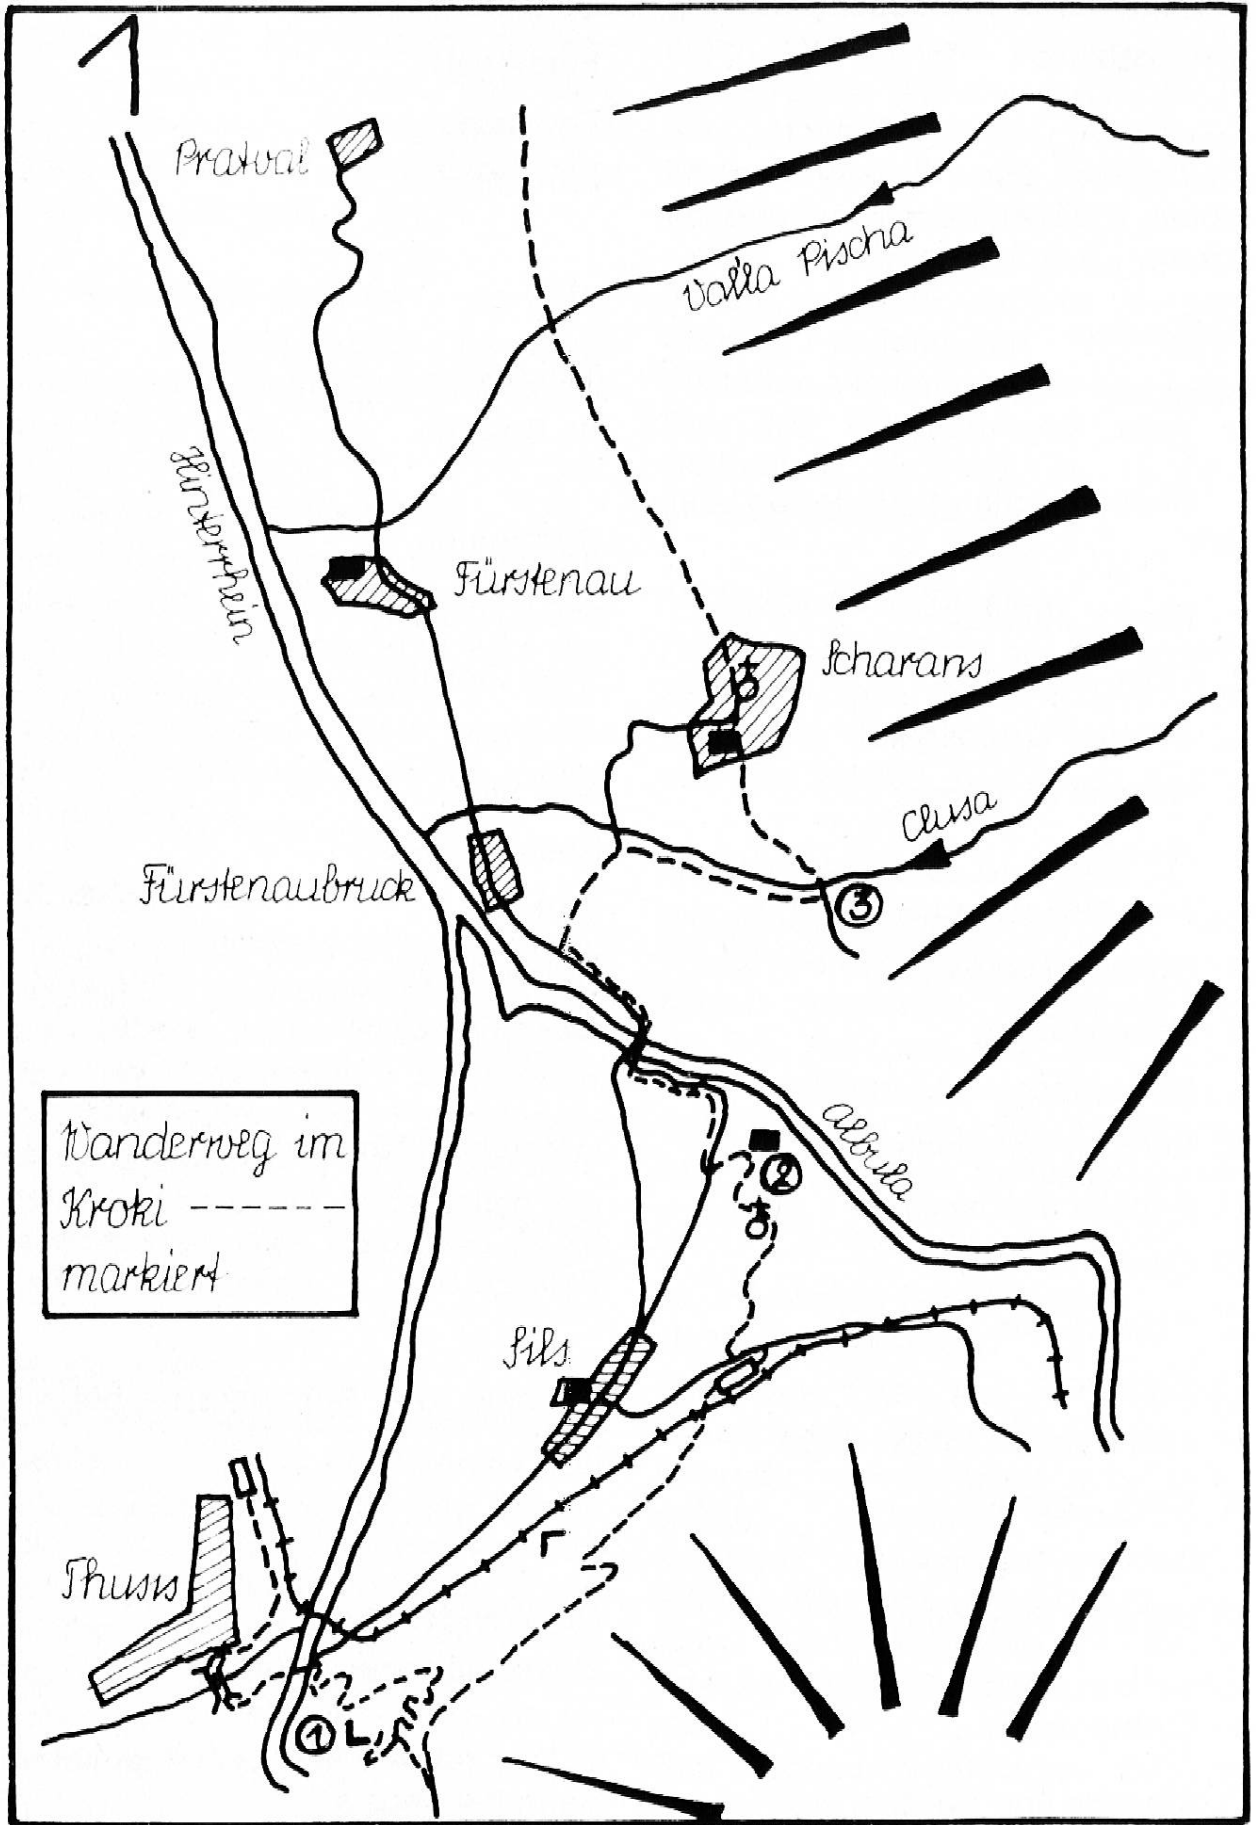 Pratval
Valla Pischa
Hinterrhein
Fürstenau
Scharans
Clusa
Fürstenaubruck
3
Albula
Wanderweg im
Kroki
markiert
2
Sils
Thusis
1